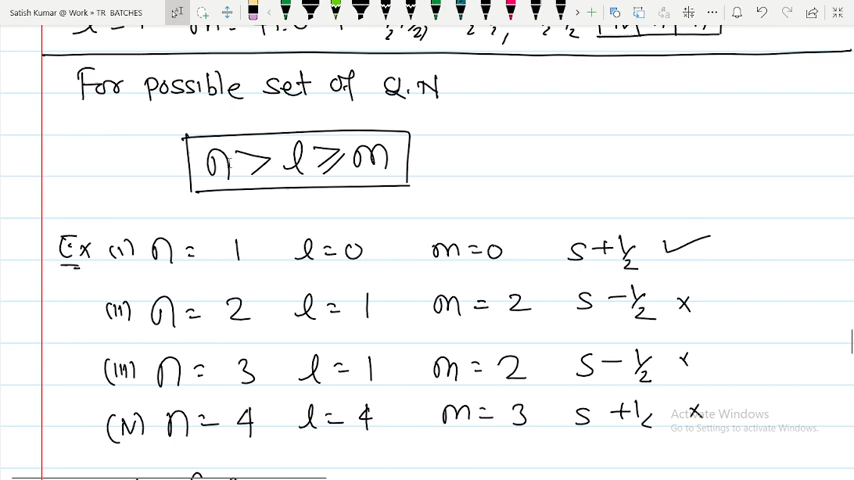 Satish Kumar @ Work » TR BATCHES
For possible set of Q.N
n > l ⩾ m
Ex (I) n = 1 l = 0 m = 0 s + 1/2 ✓
(II) n = 2 l = 1 m = 2 s - 1/2 ×
(III) n = 3 l = 1 m = 2 s - 1/2 ×
(IV) n = 4 l = 4 m = 3 s + 1/2 ×
Activate Windows
Go to Settings to activate Windows.